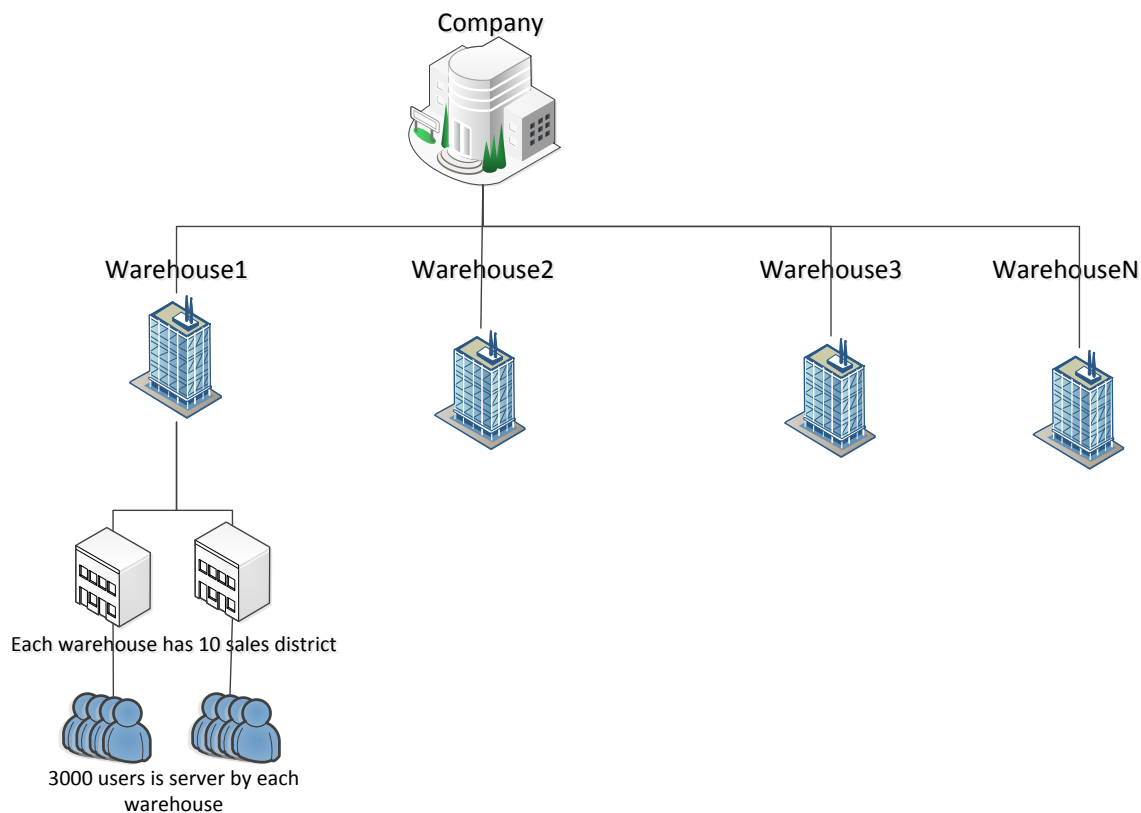 Company
Warehouse1
Warehouse2
Warehouse3
WarehouseN
Each warehouse has 10 sales district
3000 users is server by each
warehouse